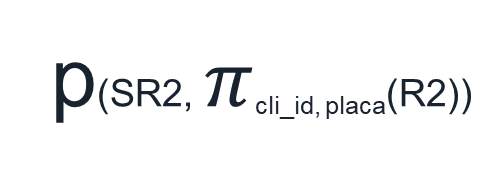 p(SR2, π cli_id, placa(R2))